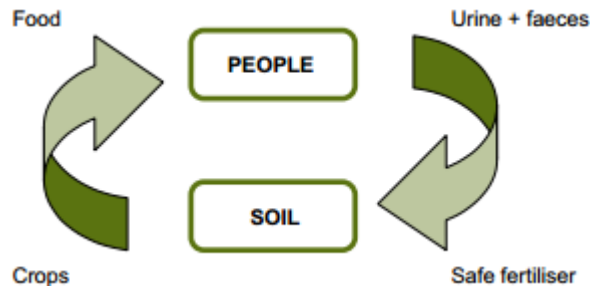 Food
Urine + faeces
PEOPLE
SOIL
Crops
Safe fertiliser